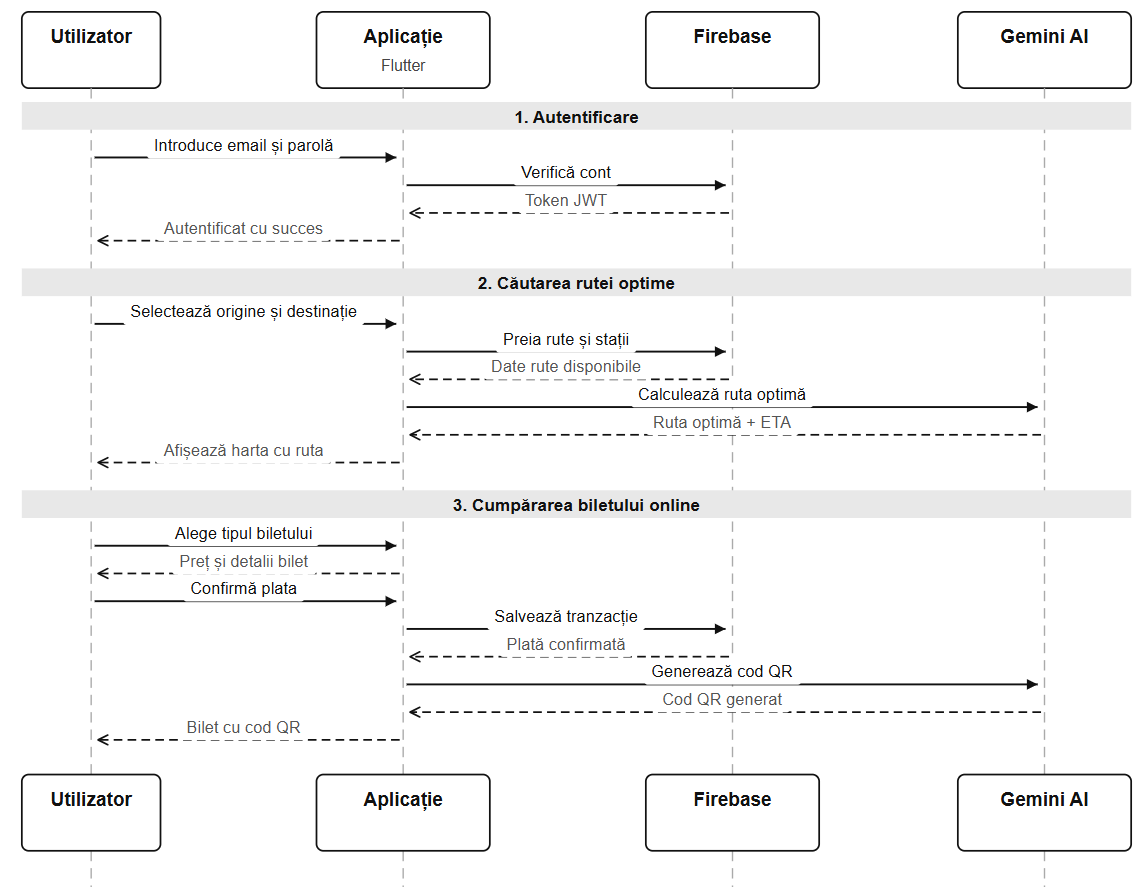 Utilizator
Aplicație
Flutter
Firebase
Gemini AI
1. Autentificare
Introduce email și parolă
Verifică cont
Token JWT
Autentificat cu succes
2. Căutarea rutei optime
Selectează origine și destinație
Preia rute și stații
Date rute disponibile
Calculează ruta optimă
Ruta optimă + ETA
Afișează harta cu ruta
3. Cumpărarea biletului online
Alege tipul biletului
Preț și detalii bilet
Confirmă plata
Salvează tranzacție
Plată confirmată
Generează cod QR
Cod QR generat
Bilet cu cod QR
Utilizator
Aplicație
Firebase
Gemini AI